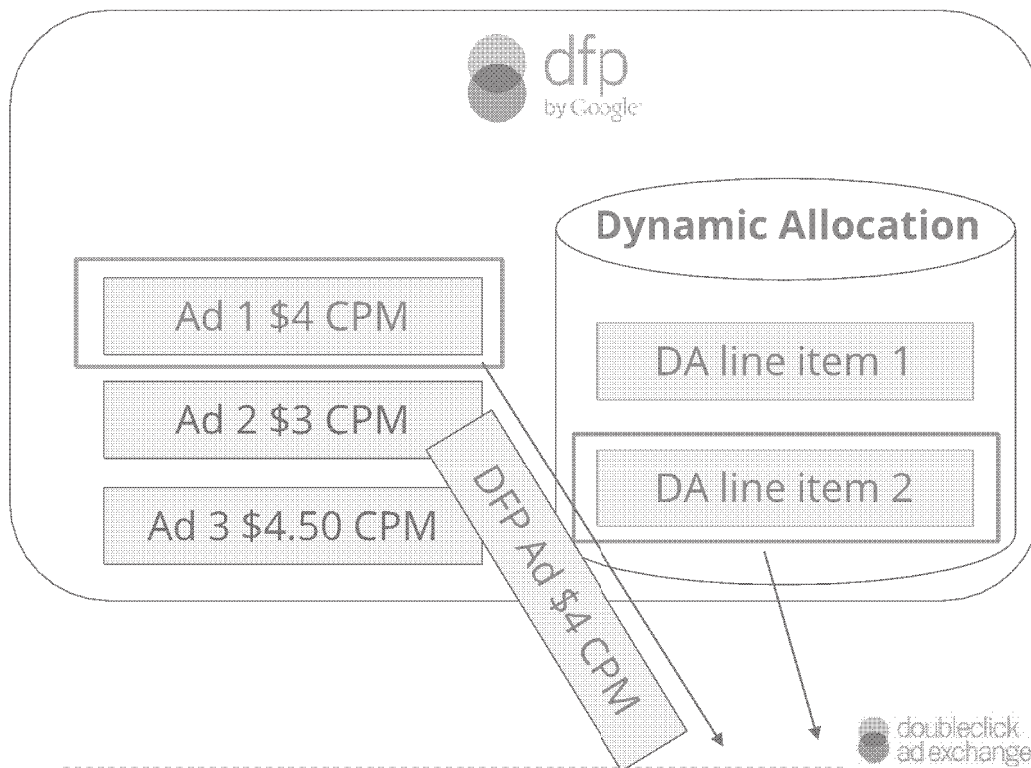 dfp
by Google
Dynamic Allocation
Ad 1 $4 CPM
DA line item 1
Ad 2 $3 CPM
DA line item 2
Ad 3 $4.50 CPM
DFP Ad $4 CPM
doubleclick
ad exchange